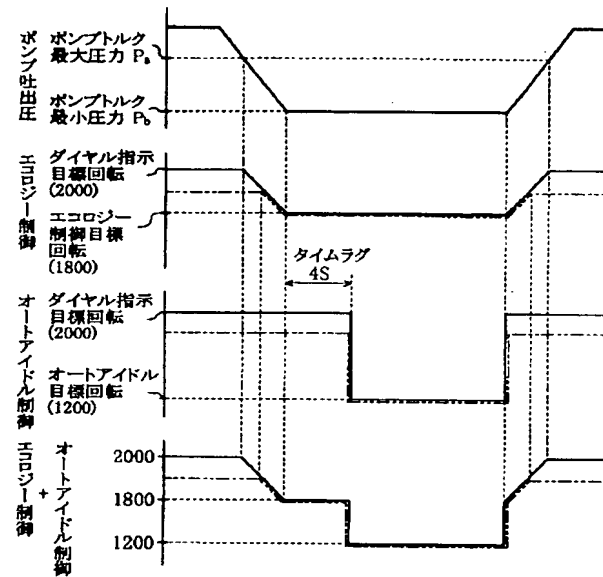 ポンプ吐出圧
ポンプトルク
最大圧力 Pa
ポンプトルク
最小圧力 Pb
エコロジー制御
ダイヤル指示
目標回転
(2000)
エコロジー
制御目標
回転
(1800)
タイムラグ
4S
オートアイドル制御
ダイヤル指示
目標回転
(2000)
オートアイドル
目標回転
(1200)
エコロジー制御
+
オートアイドル制御
2000
1800
1200